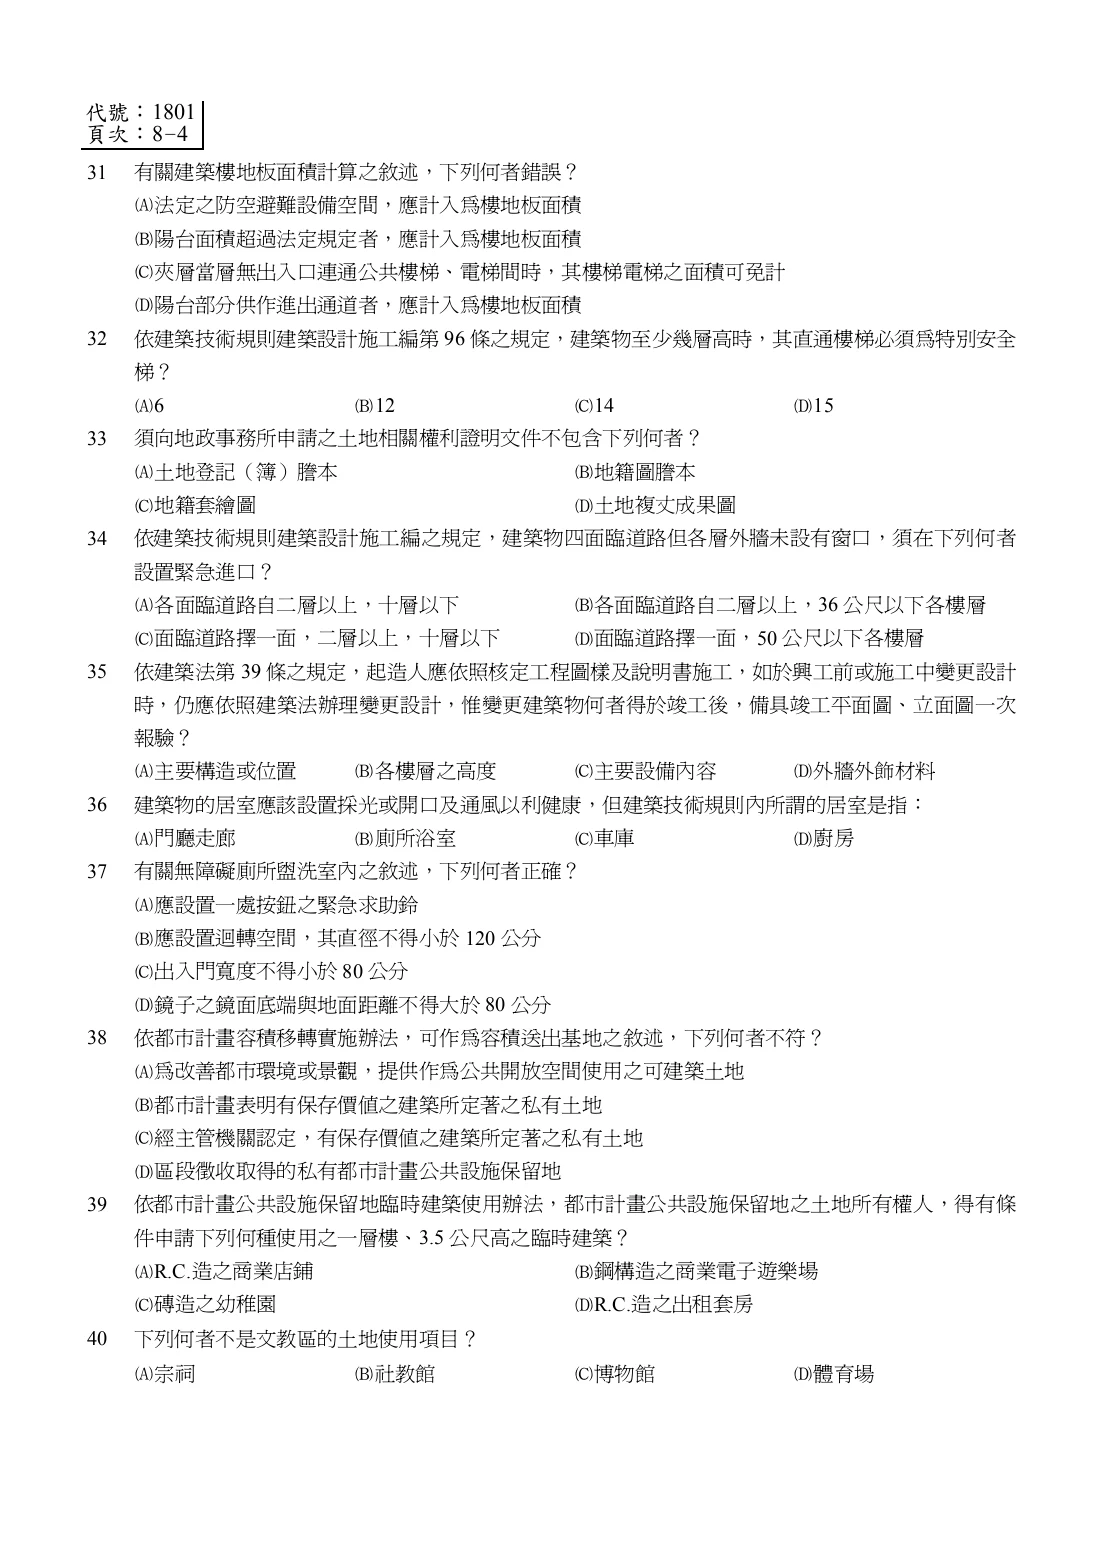 代號：1801
頁次：8－4
31 有關建築樓地板面積計算之敘述，下列何者錯誤？
(A)法定之防空避難設備空間，應計入為樓地板面積
(B)陽台面積超過法定規定者，應計入為樓地板面積
(C)夾層當層無出入口連通公共樓梯、電梯間時，其樓梯電梯之面積可免計
(D)陽台部分供作進出通道者，應計入為樓地板面積
32 依建築技術規則建築設計施工編第 96 條之規定，建築物至少幾層高時，其直通樓梯必須為特別安全
梯？
(A)6 (B)12 (C)14 (D)15
33 須向地政事務所申請之土地相關權利證明文件不包含下列何者？
(A)土地登記（簿）謄本 (B)地籍圖謄本
(C)地籍套繪圖 (D)土地複丈成果圖
34 依建築技術規則建築設計施工編之規定，建築物四面臨道路但各層外牆未設有窗口，須在下列何者
設置緊急進口？
(A)各面臨道路自二層以上，十層以下 (B)各面臨道路自二層以上，36 公尺以下各樓層
(C)面臨道路擇一面，二層以上，十層以下 (D)面臨道路擇一面，50 公尺以下各樓層
35 依建築法第 39 條之規定，起造人應依照核定工程圖樣及說明書施工，如於興工前或施工中變更設計
時，仍應依照建築法辦理變更設計，惟變更建築物何者得於竣工後，備具竣工平面圖、立面圖一次
報驗？
(A)主要構造或位置 (B)各樓層之高度 (C)主要設備內容 (D)外牆外飾材料
36 建築物的居室應該設置採光或開口及通風以利健康，但建築技術規則內所謂的居室是指：
(A)門廳走廊 (B)廁所浴室 (C)車庫 (D)廚房
37 有關無障礙廁所盥洗室內之敘述，下列何者正確？
(A)應設置一處按鈕之緊急求助鈴
(B)應設置迴轉空間，其直徑不得小於 120 公分
(C)出入門寬度不得小於 80 公分
(D)鏡子之鏡面底端與地面距離不得大於 80 公分
38 依都市計畫容積移轉實施辦法，可作為容積送出基地之敘述，下列何者不符？
(A)為改善都市環境或景觀，提供作為公共開放空間使用之可建築土地
(B)都市計畫表明有保存價值之建築所定著之私有土地
(C)經主管機關認定，有保存價值之建築所定著之私有土地
(D)區段徵收取得的私有都市計畫公共設施保留地
39 依都市計畫公共設施保留地臨時建築使用辦法，都市計畫公共設施保留地之土地所有權人，得有條
件申請下列何種使用之一層樓、3.5 公尺高之臨時建築？
(A)R.C.造之商業店鋪 (B)鋼構造之商業電子遊樂場
(C)磚造之幼稚園 (D)R.C.造之出租套房
40 下列何者不是文教區的土地使用項目？
(A)宗祠 (B)社教館 (C)博物館 (D)體育場